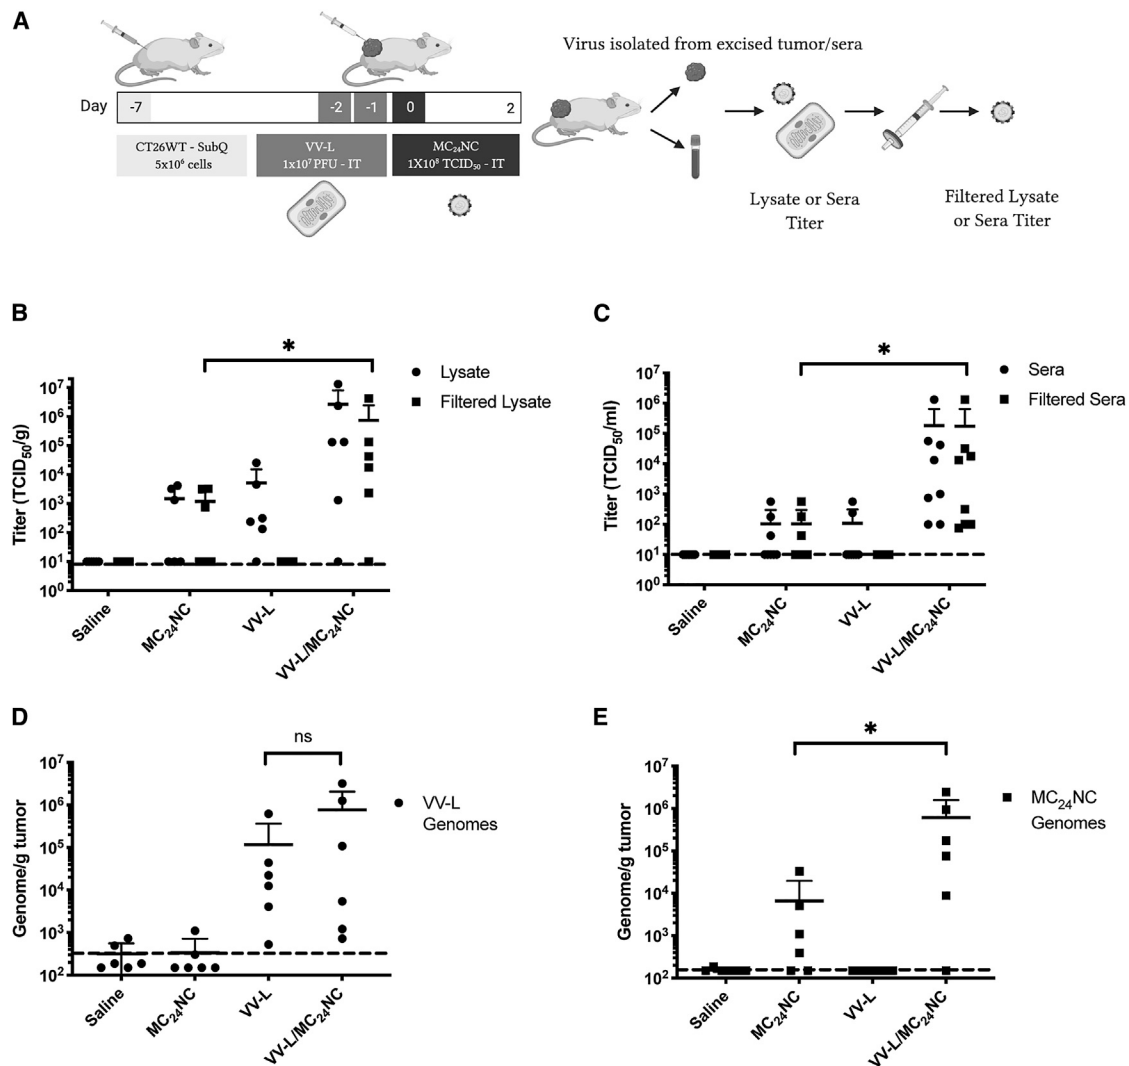 A
Virus isolated from excised tumor/sera
Day -7 -2 -1 0 2
CT26WT - SubQ
5x10⁶ cells
VV-L
1x10⁷ PFU - IT
MC₂₄NC
1X10⁸ TCID₅₀ - IT
Lysate or Sera
Titer
Filtered Lysate
or Sera Titer
B
*
Lysate
Filtered Lysate
Titer (TCID₅₀/g)
10⁷
10⁶
10⁵
10⁴
10³
10²
10¹
10⁰
Saline
MC₂₄NC
VV-L
VV-L/MC₂₄NC
C
*
Sera
Filtered Sera
Titer (TCID₅₀/ml)
10⁷
10⁶
10⁵
10⁴
10³
10²
10¹
10⁰
Saline
MC₂₄NC
VV-L
VV-L/MC₂₄NC
D
ns
VV-L
Genomes
Genome/g tumor
10⁷
10⁶
10⁵
10⁴
10³
10²
Saline
MC₂₄NC
VV-L
VV-L/MC₂₄NC
E
*
MC₂₄NC
Genomes
Genome/g tumor
10⁷
10⁶
10⁵
10⁴
10³
10²
Saline
MC₂₄NC
VV-L
VV-L/MC₂₄NC